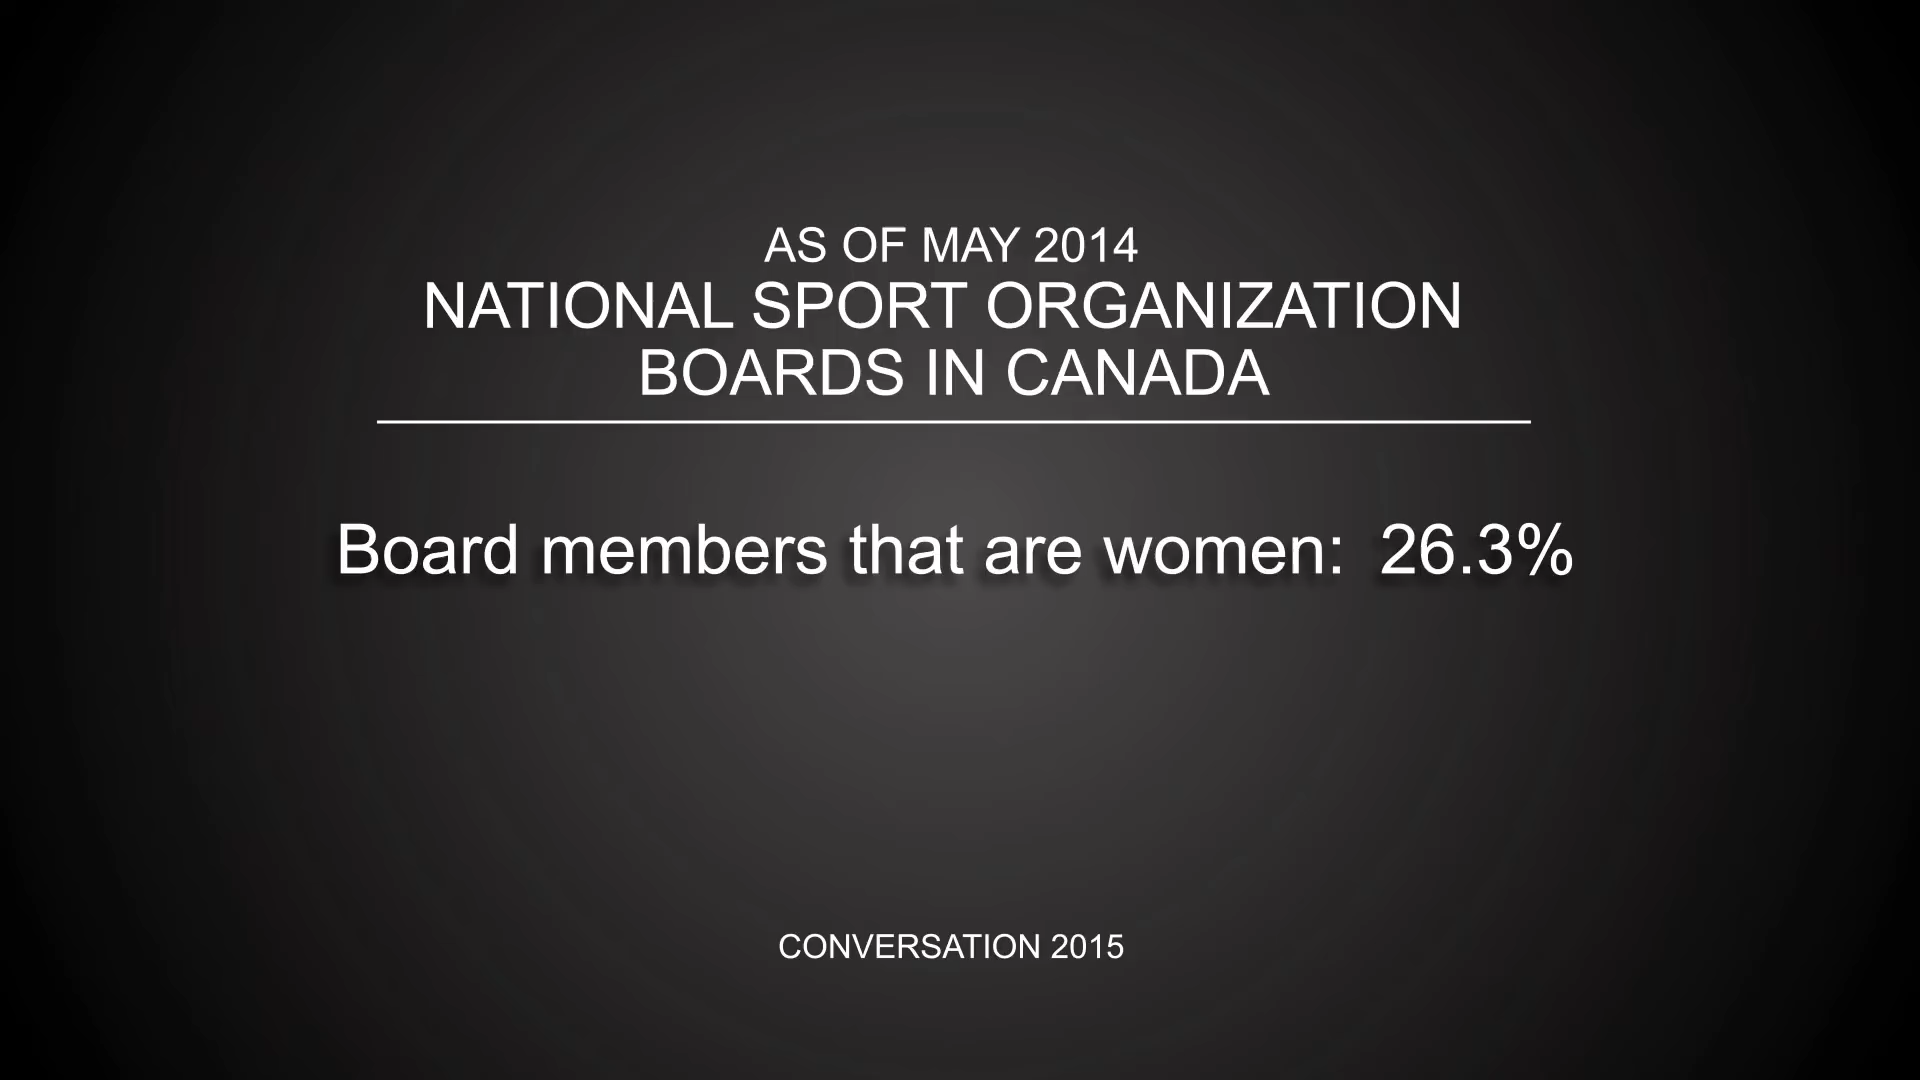 AS OF MAY 2014
NATIONAL SPORT ORGANIZATION
BOARDS IN CANADA
Board members that are women: 26.3%
CONVERSATION 2015